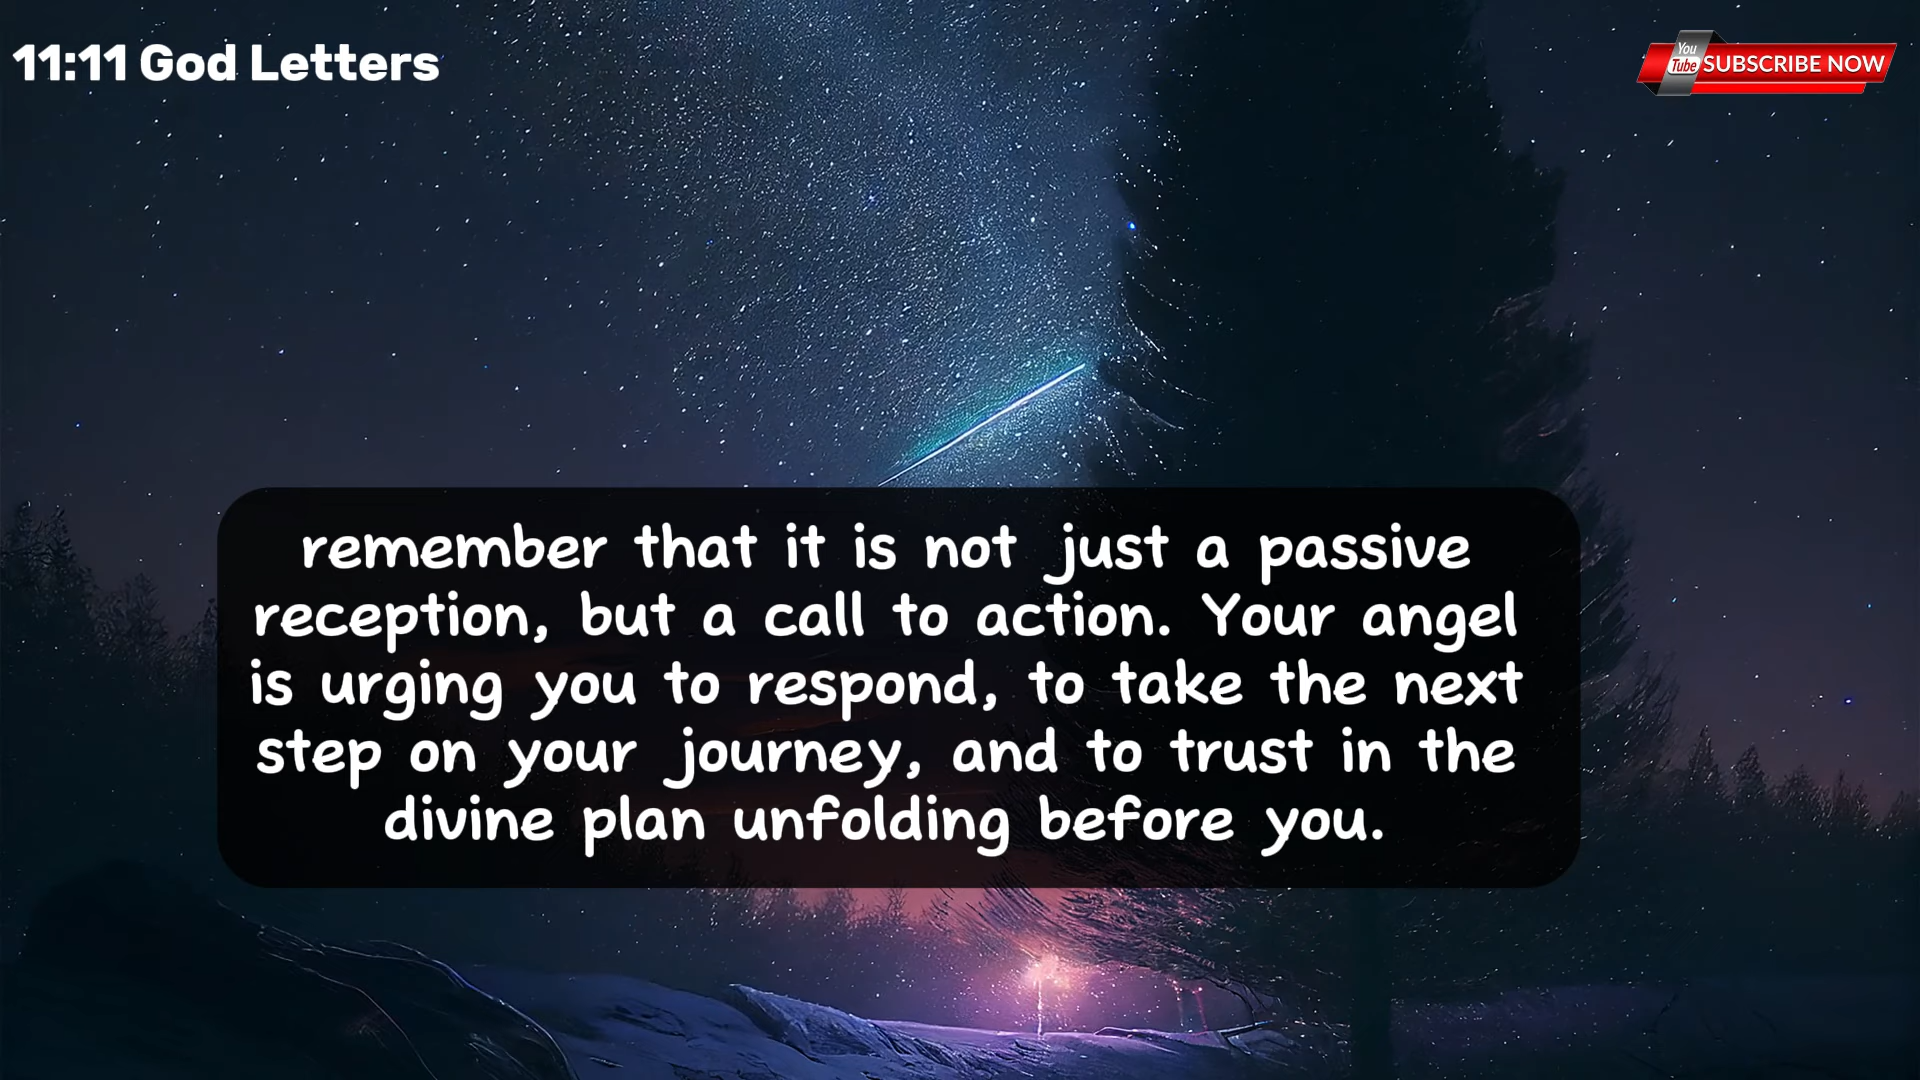 11:11 God Letters
You
Tube
SUBSCRIBE NOW
remember that it is not just a passive
reception, but a call to action. Your angel
is urging you to respond, to take the next
step on your journey, and to trust in the
divine plan unfolding before you.